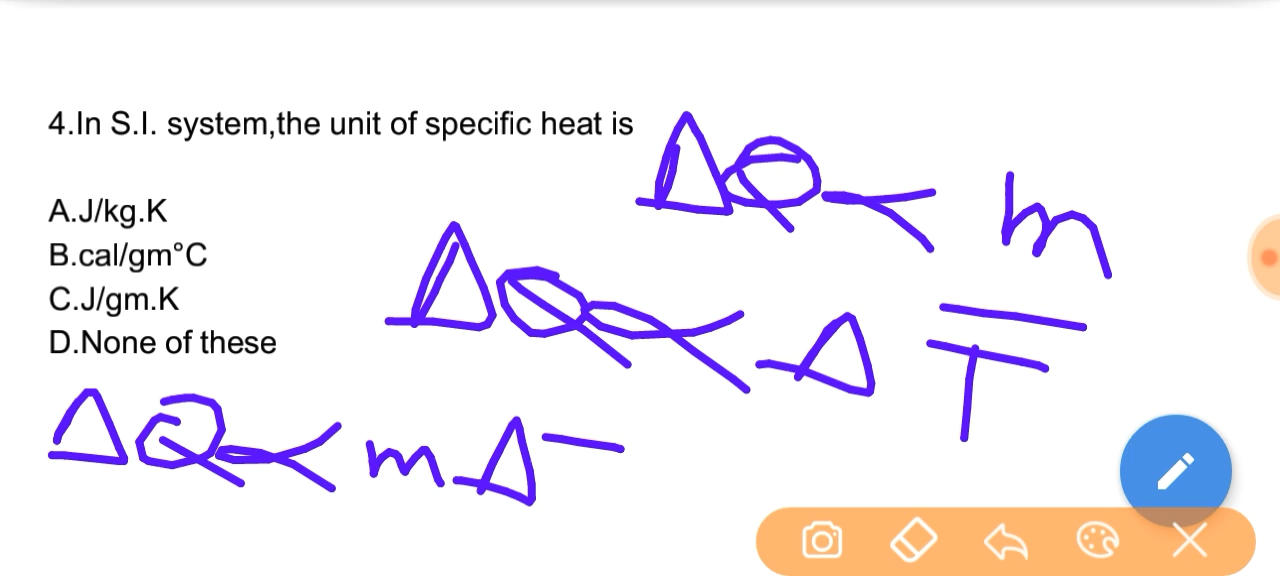 4.In S.I. system,the unit of specific heat is
ΔQ ∝ m
A.J/kg.K
B.cal/gm°C
ΔQ ∝ ΔT
C.J/gm.K
D.None of these
ΔQ ∝ mΔ